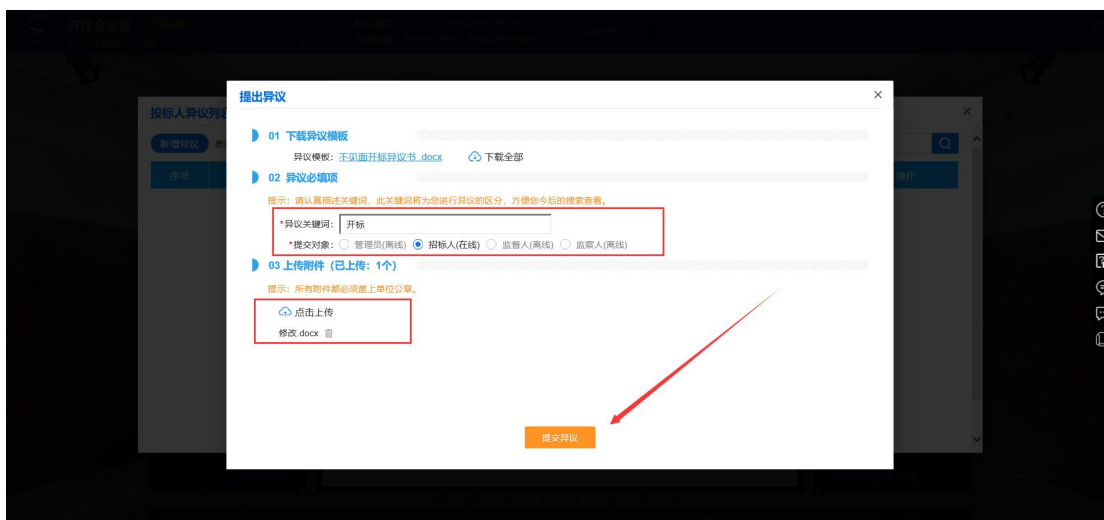 开标会议区
提出异议
×
投标人异议列表
×
01 下载异议模板
新增异议
异议模板: 不见面开标异议书 .docx 下载全部
序号
02 异议必填项
操作
提示: 请认真描述关键词, 此关键词将为您进行异议的区分, 方便您今后的搜索查看。
*异议关键词: 开标
*提交对象: 管理员(离线) 招标人(在线) 监督人(离线) 监察人(离线)
03 上传附件 (已上传: 1个)
提示: 所有附件都必须盖上单位公章。
点击上传
修改.docx
提交异议